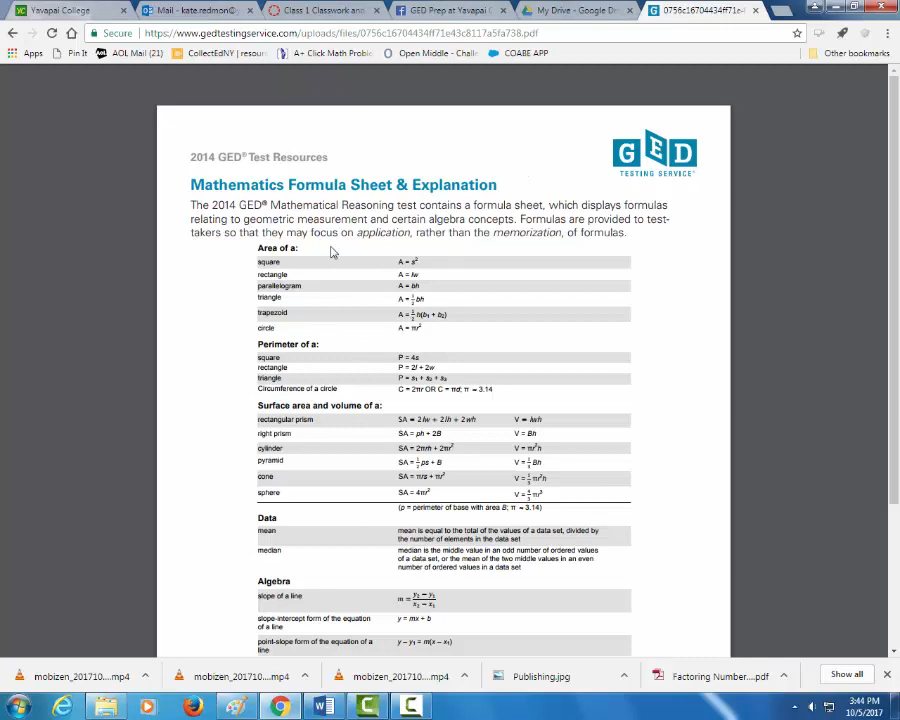 Yavapai College
Mail - kate.redmon@y
Class 1 Classwork and
GED Prep at Yavapai C
My Drive - Google Dri
0756c16704434ff71e4
Secure
https://www.gedtestingservice.com/uploads/files/0756c16704434ff71e43c8117a5fa738.pdf
Apps
Pin It
AOL Mail (21)
CollectEdNY | resour
A+ Click Math Proble
Open Middle - Challe
COABE APP
Other bookmarks
2014 GED® Test Resources
GED
TESTING SERVICE®
Mathematics Formula Sheet & Explanation
The 2014 GED® Mathematical Reasoning test contains a formula sheet, which displays formulas
relating to geometric measurement and certain algebra concepts. Formulas are provided to test-
takers so that they may focus on application, rather than the memorization, of formulas.
Area of a:
square A = s²
rectangle A = lw
parallelogram A = bh
triangle A = ½ bh
trapezoid A = ½ h(b₁ + b₂)
circle A = πr²
Perimeter of a:
square P = 4s
rectangle P = 2l + 2w
triangle P = s₁ + s₂ + s₃
Circumference of a circle C = 2πr OR C = πd; π ≈ 3.14
Surface area and volume of a:
rectangular prism SA = 2lw + 2lh + 2wh V = lwh
right prism SA = ph + 2B V = Bh
cylinder SA = 2πrh + 2πr² V = πr²h
pyramid SA = ½ ps + B V = ⅓ Bh
cone SA = πrs + πr² V = ⅓ πr²h
sphere SA = 4πr² V = 4/3 πr³
(p = perimeter of base with area B; π ≈ 3.14)
Data
mean mean is equal to the total of the values of a data set, divided by
the number of elements in the data set
median median is the middle value in an odd number of ordered values
of a data set, or the mean of the two middle values in an even
number of ordered values in a data set
Algebra
slope of a line m = (y₂ − y₁)/(x₂ − x₁)
slope-intercept form of the equation y = mx + b
of a line
point-slope form of the equation of a y − y₁ = m(x − x₁)
line
mobizen_201710....mp4
mobizen_201710....mp4
mobizen_201710....mp4
Publishing.jpg
Factoring Number....pdf
Show all
3:44 PM
10/5/2017